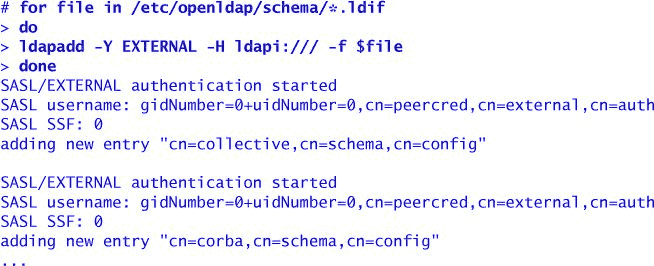 # for file in /etc/openldap/schema/*.ldif
> do
> ldapadd -Y EXTERNAL -H ldapi:/// -f $file
> done
SASL/EXTERNAL authentication started
SASL username: gidNumber=0+uidNumber=0,cn=peercred,cn=external,cn=auth
SASL SSF: 0
adding new entry "cn=collective,cn=schema,cn=config"
SASL/EXTERNAL authentication started
SASL username: gidNumber=0+uidNumber=0,cn=peercred,cn=external,cn=auth
SASL SSF: 0
adding new entry "cn=corba,cn=schema,cn=config"
...